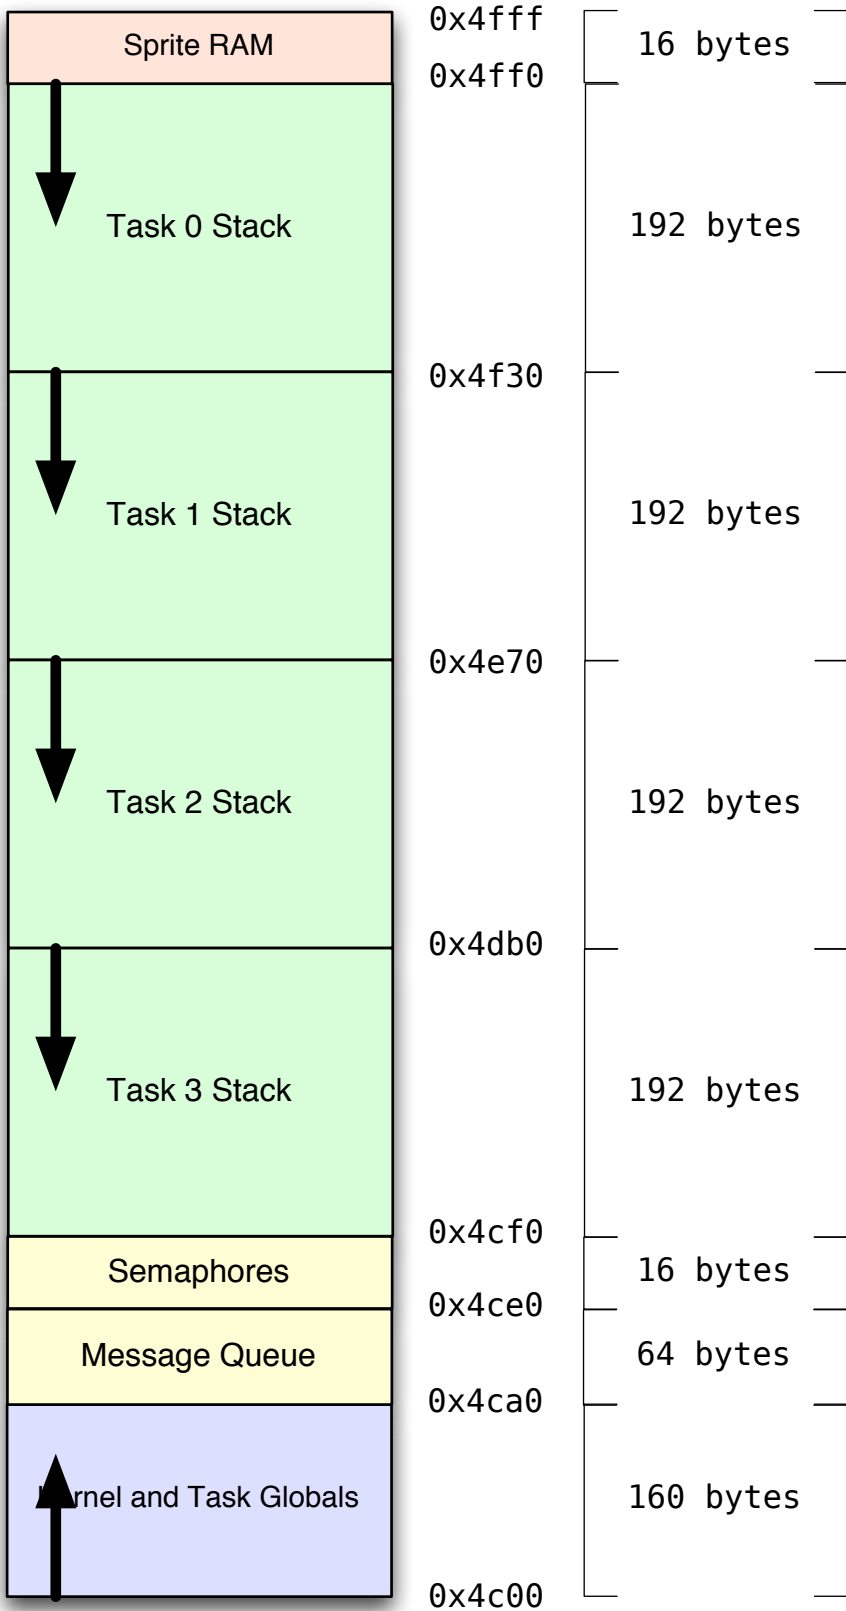 0x4fff
Sprite RAM 16 bytes
0x4ff0
Task 0 Stack 192 bytes
0x4f30
Task 1 Stack 192 bytes
0x4e70
Task 2 Stack 192 bytes
0x4db0
Task 3 Stack 192 bytes
0x4cf0
Semaphores 16 bytes
0x4ce0
Message Queue 64 bytes
0x4ca0
Kernel and Task Globals 160 bytes
0x4c00